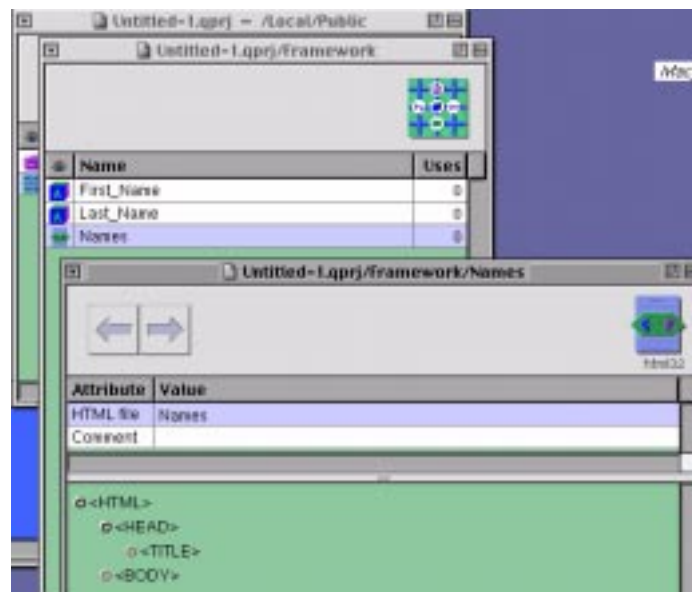 Untitled-1.qprj - /Local/Public
Untitled-1.qprj/Framework
Name Uses
First_Name 0
Last_Name 0
Names 0
Untitled-1.qprj/Framework/Names
html32
Attribute Value
HTML file Names
Comment
<HTML>
<HEAD>
<TITLE>
<BODY>